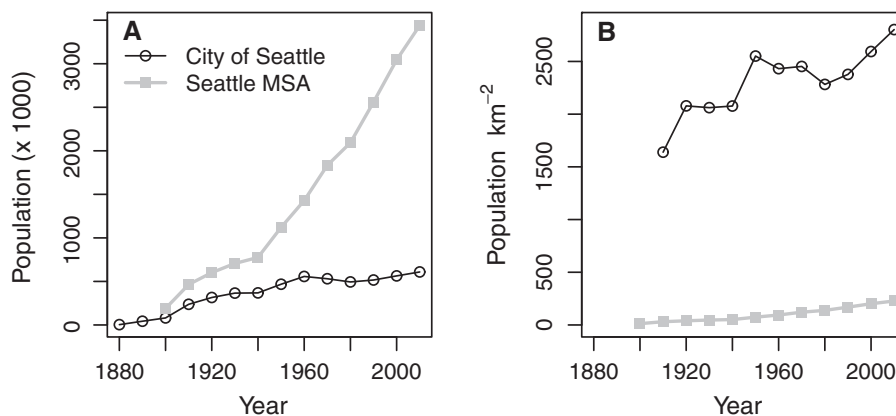 A
City of Seattle
Seattle MSA
Population (x 1000)
0
1000
2000
3000
1880
1920
1960
2000
Year
B
Population km−2
0
500
1500
2500
1880
1920
1960
2000
Year